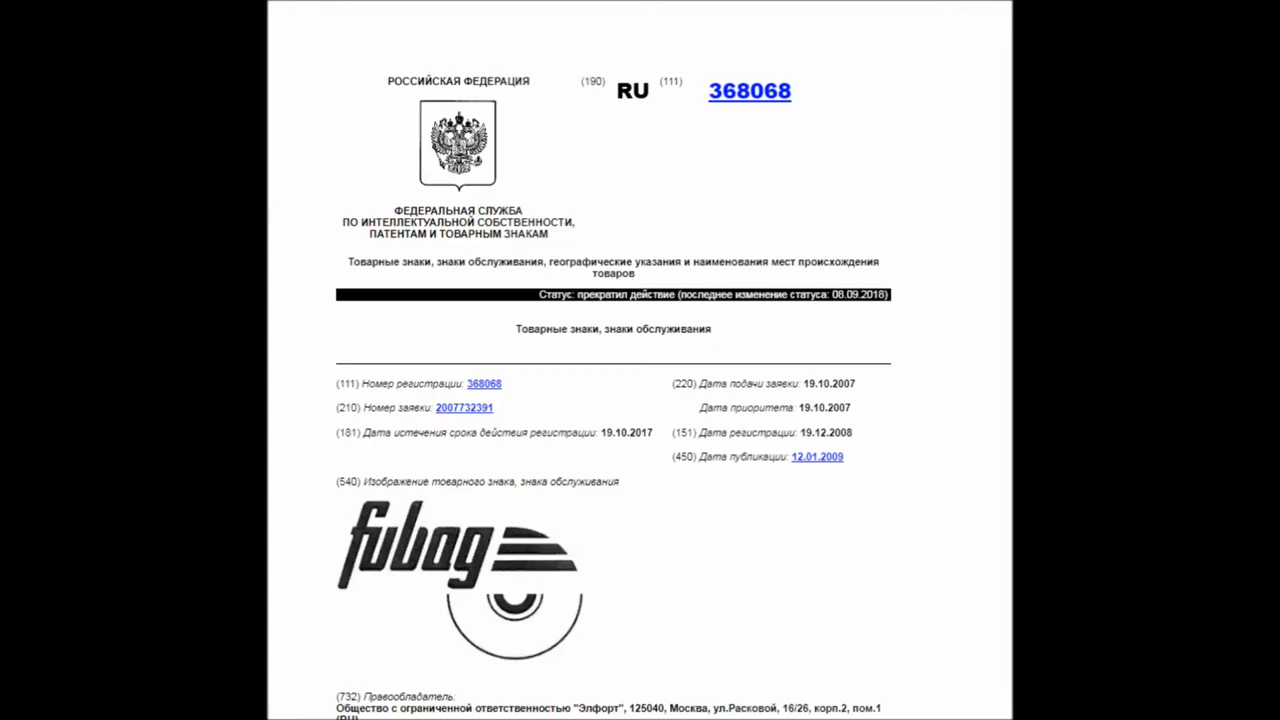 РОССИЙСКАЯ ФЕДЕРАЦИЯ
(190) RU (111) 368068
ФЕДЕРАЛЬНАЯ СЛУЖБА
ПО ИНТЕЛЛЕКТУАЛЬНОЙ СОБСТВЕННОСТИ,
ПАТЕНТАМ И ТОВАРНЫМ ЗНАКАМ
Товарные знаки, знаки обслуживания, географические указания и наименования мест происхождения
товаров
Статус: прекратил действие (последнее изменение статуса: 08.09.2018)
Товарные знаки, знаки обслуживания
(111) Номер регистрации: 368068
(220) Дата подачи заявки: 19.10.2007
(210) Номер заявки: 2007732391
Дата приоритета: 19.10.2007
(181) Дата истечения срока действия регистрации: 19.10.2017
(151) Дата регистрации: 19.12.2008
(450) Дата публикации: 12.01.2009
(540) Изображение товарного знака, знака обслуживания
fubag
(732) Правообладатель:
Общество с ограниченной ответственностью "Элфорт", 125040, Москва, ул.Расковой, 16/26, корп.2, пом.1
(RU)